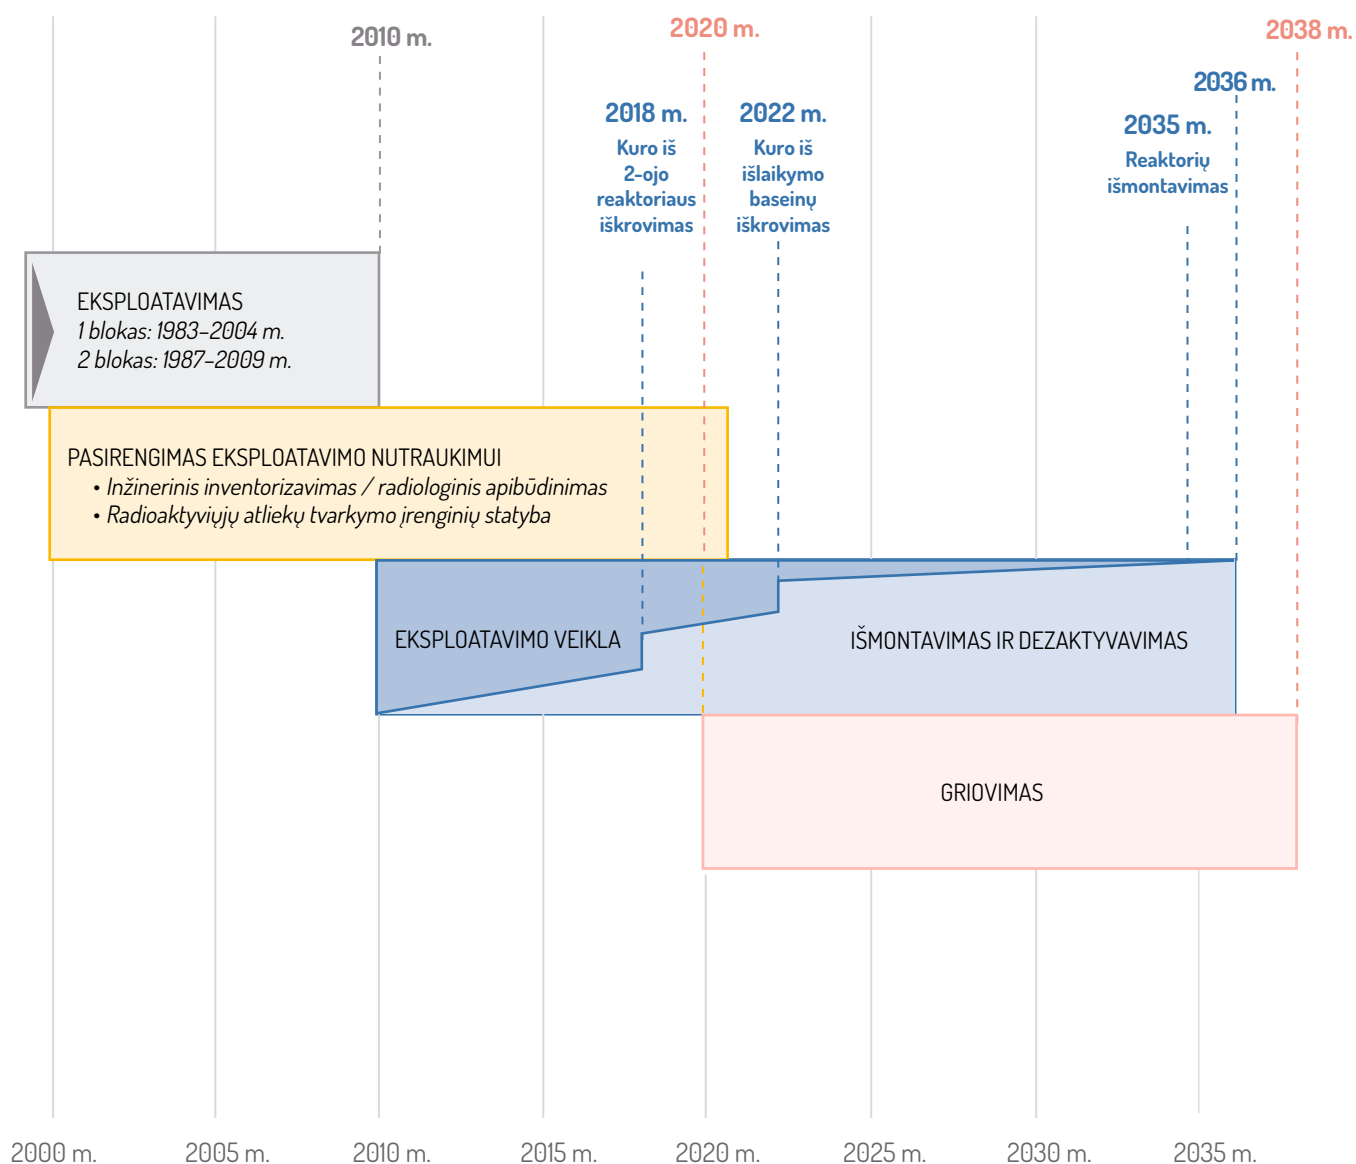 2010 m.
2020 m.
2038 m.
2018 m.
Kuro iš
2-ojo
reaktoriaus
iškrovimas
2022 m.
Kuro iš
išlaikymo
baseinų
iškrovimas
2036 m.
2035 m.
Reaktorių
išmontavimas
EKSPLOATAVIMAS
1 blokas: 1983–2004 m.
2 blokas: 1987–2009 m.
PASIRENGIMAS EKSPLOATAVIMO NUTRAUKIMUI
• Inžinerinis inventorizavimas / radiologinis apibūdinimas
• Radioaktyviųjų atliekų tvarkymo įrenginių statyba
EKSPLOATAVIMO VEIKLA
IŠMONTAVIMAS IR DEZAKTYVAVIMAS
GRIOVIMAS
2000 m.
2005 m.
2010 m.
2015 m.
2020 m.
2025 m.
2030 m.
2035 m.